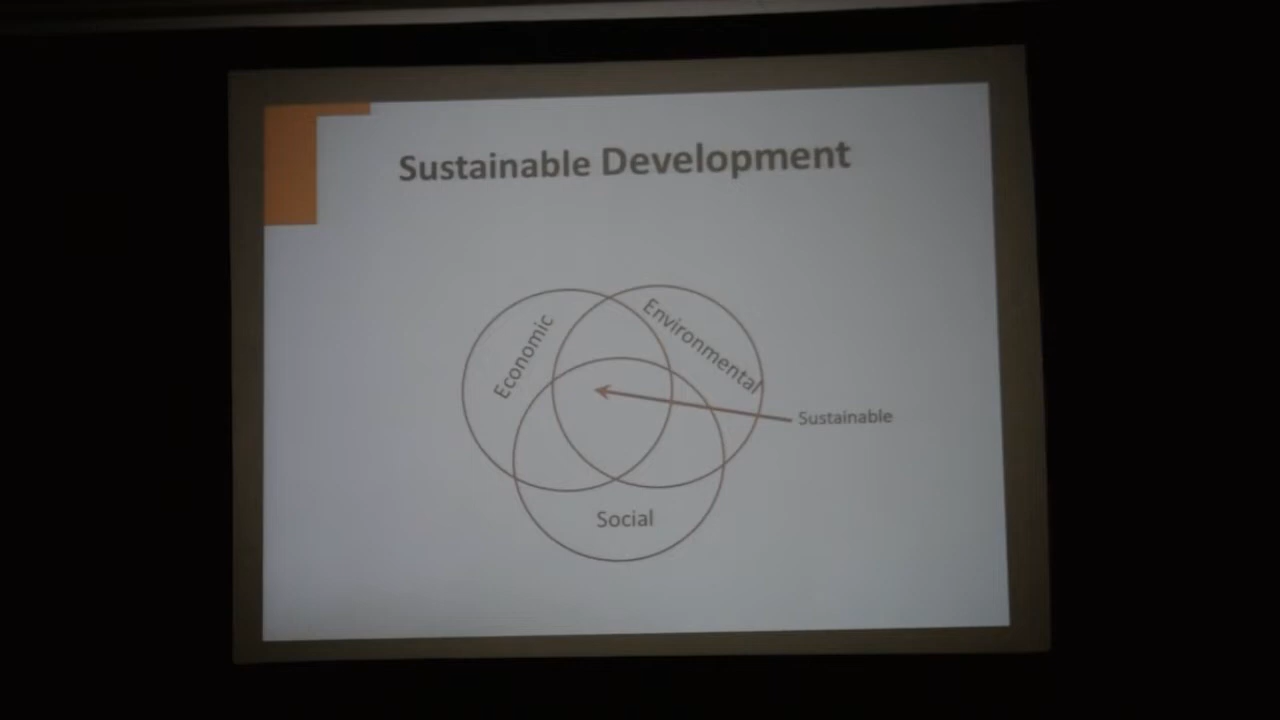 Sustainable Development
Economic
Environmental
Sustainable
Social